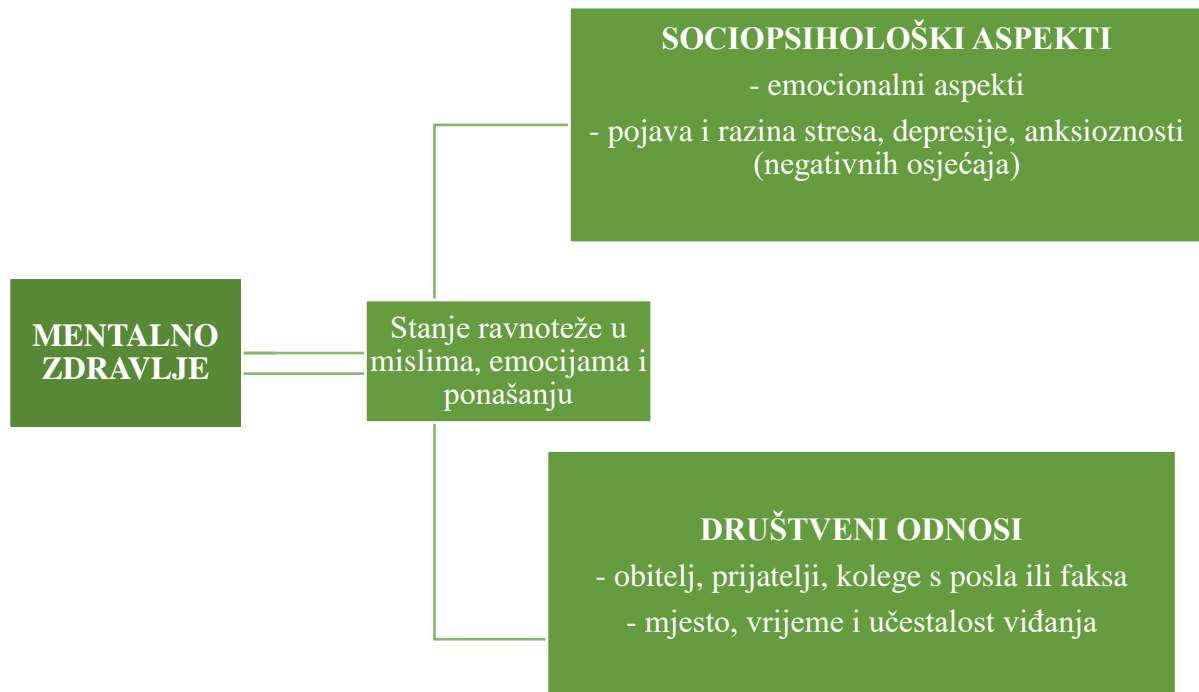 MENTALNO
ZDRAVLJE
Stanje ravnoteže u
mislima, emocijama i
ponašanju
SOCIOPSIHOLOŠKI ASPEKTI
- emocionalni aspekti
- pojava i razina stresa, depresije, anksioznosti
(negativnih osjećaja)
DRUŠTVENI ODNOSI
- obitelj, prijatelji, kolege s posla ili faksa
- mjesto, vrijeme i učestalost viđanja